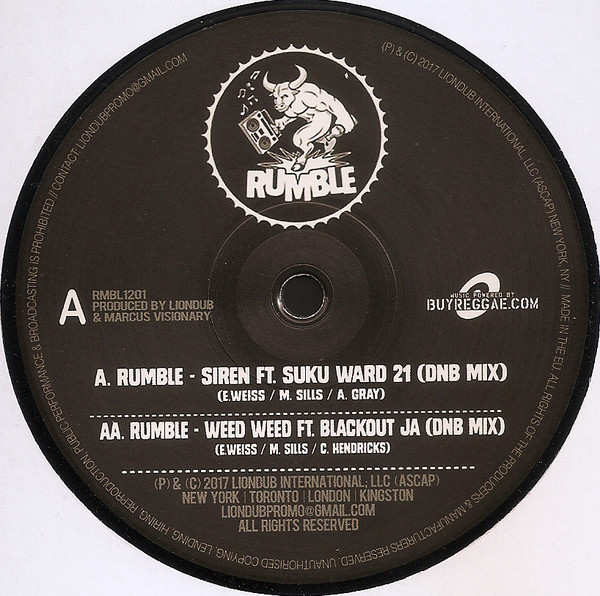 RUMBLE
A
RMBL1201
PRODUCED BY LIONDUB
& MARCUS VISIONARY
MUSIC POWERED BY
BUYREGGAE.COM
A. RUMBLE - SIREN FT. SUKU WARD 21 (DNB MIX)
(E.WEISS / M. SILLS / A. GRAY)
AA. RUMBLE - WEED WEED FT. BLACKOUT JA (DNB MIX)
(E.WEISS / M. SILLS / C. HENDRICKS)
(P) & (C) 2017 LIONDUB INTERNATIONAL, LLC (ASCAP)
NEW YORK | TORONTO | LONDON | KINGSTON
LIONDUBPROMO@GMAIL.COM
ALL RIGHTS RESERVED
(P) & (C) 2017 LIONDUB INTERNATIONAL, LLC (ASCAP) NEW YORK, NY // MADE IN THE EU. ALL RIGHTS OF THE PRODUCERS & MANUFACTURERS RESERVED. UNAUTHORISED COPYING, LENDING, HIRING, REPRODUCTION, PUBLIC PERFORMANCE & BROADCASTING IS PROHIBITED // CONTACT: LIONDUBPROMO@GMAIL.COM